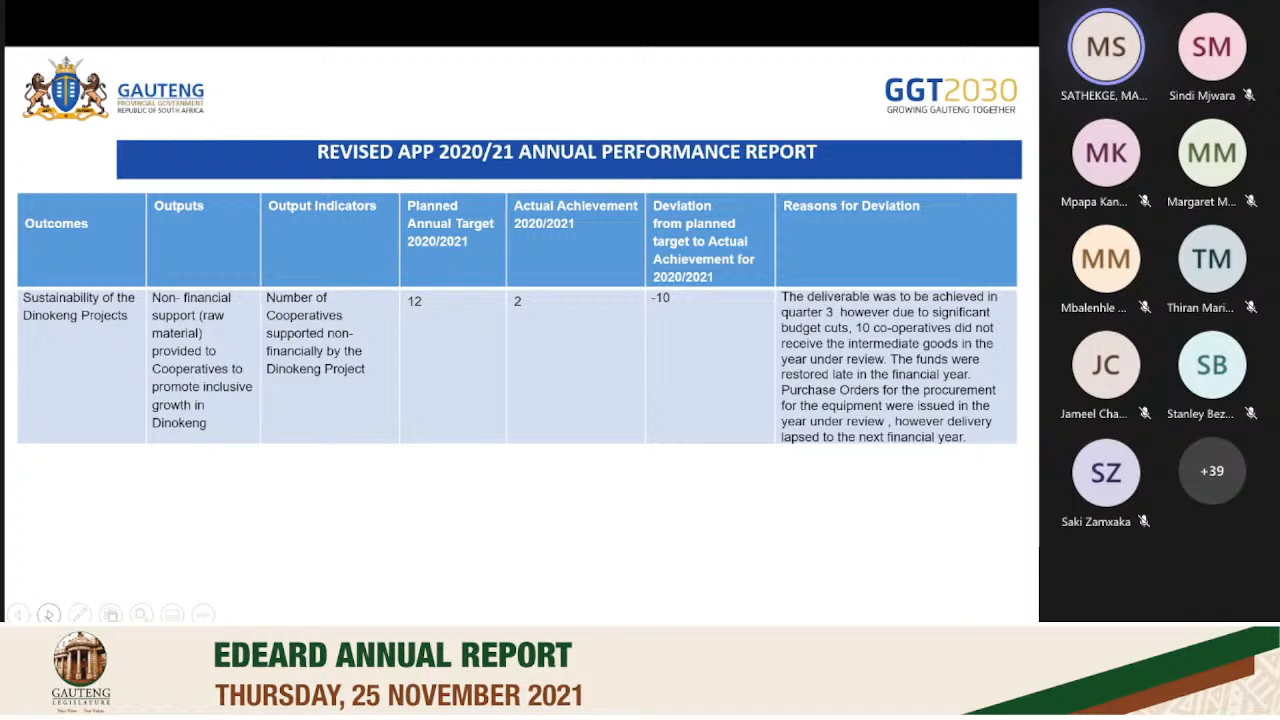 GAUTENG
PROVINCIAL GOVERNMENT
REPUBLIC OF SOUTH AFRICA
GGT2030
GROWING GAUTENG TOGETHER
REVISED APP 2020/21 ANNUAL PERFORMANCE REPORT
Outcomes
Outputs
Output Indicators
Planned
Annual Target
2020/2021
Actual Achievement
2020/2021
Deviation
from planned
target to Actual
Achievement for
2020/2021
Reasons for Deviation
Sustainability of the
Dinokeng Projects
Non- financial
support (raw
material)
provided to
Cooperatives to
promote inclusive
growth in
Dinokeng
Number of
Cooperatives
supported non-
financially by the
Dinokeng Project
12
2
-10
The deliverable was to be achieved in
quarter 3 however due to significant
budget cuts, 10 co-operatives did not
receive the intermediate goods in the
year under review. The funds were
restored late in the financial year.
Purchase Orders for the procurement
for the equipment were issued in the
year under review , however delivery
lapsed to the next financial year.
MS
SATHEKGE, MA...
SM
Sindi Mjwara
MK
Mpapa Kan...
MM
Margaret M...
MM
Mbalenhle ...
TM
Thiran Mari...
JC
Jameel Cha...
SB
Stanley Bez...
SZ
Saki Zamxaka
+39
GAUTENG
LEGISLATURE
EDEARD ANNUAL REPORT
THURSDAY, 25 NOVEMBER 2021